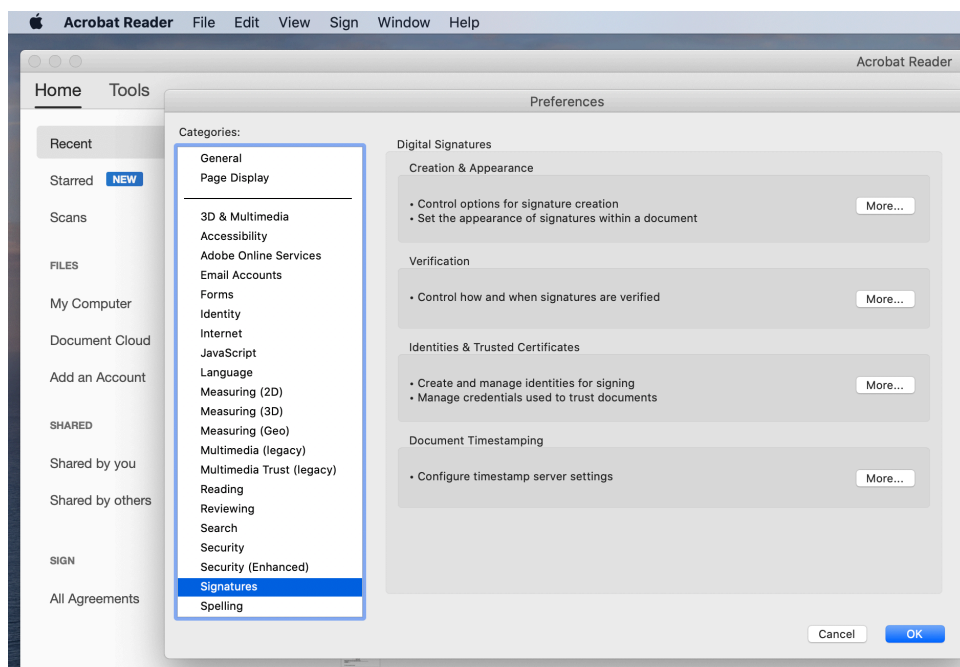 Acrobat Reader File Edit View Sign Window Help
Acrobat Reader
Home Tools
Preferences
Recent
Starred NEW
Scans
FILES
My Computer
Document Cloud
Add an Account
SHARED
Shared by you
Shared by others
SIGN
All Agreements
Categories:
General
Page Display
3D & Multimedia
Accessibility
Adobe Online Services
Email Accounts
Forms
Identity
Internet
JavaScript
Language
Measuring (2D)
Measuring (3D)
Measuring (Geo)
Multimedia (legacy)
Multimedia Trust (legacy)
Reading
Reviewing
Search
Security
Security (Enhanced)
Signatures
Spelling
Digital Signatures
Creation & Appearance
• Control options for signature creation
• Set the appearance of signatures within a document
More...
Verification
• Control how and when signatures are verified
More...
Identities & Trusted Certificates
• Create and manage identities for signing
• Manage credentials used to trust documents
More...
Document Timestamping
• Configure timestamp server settings
More...
Cancel OK